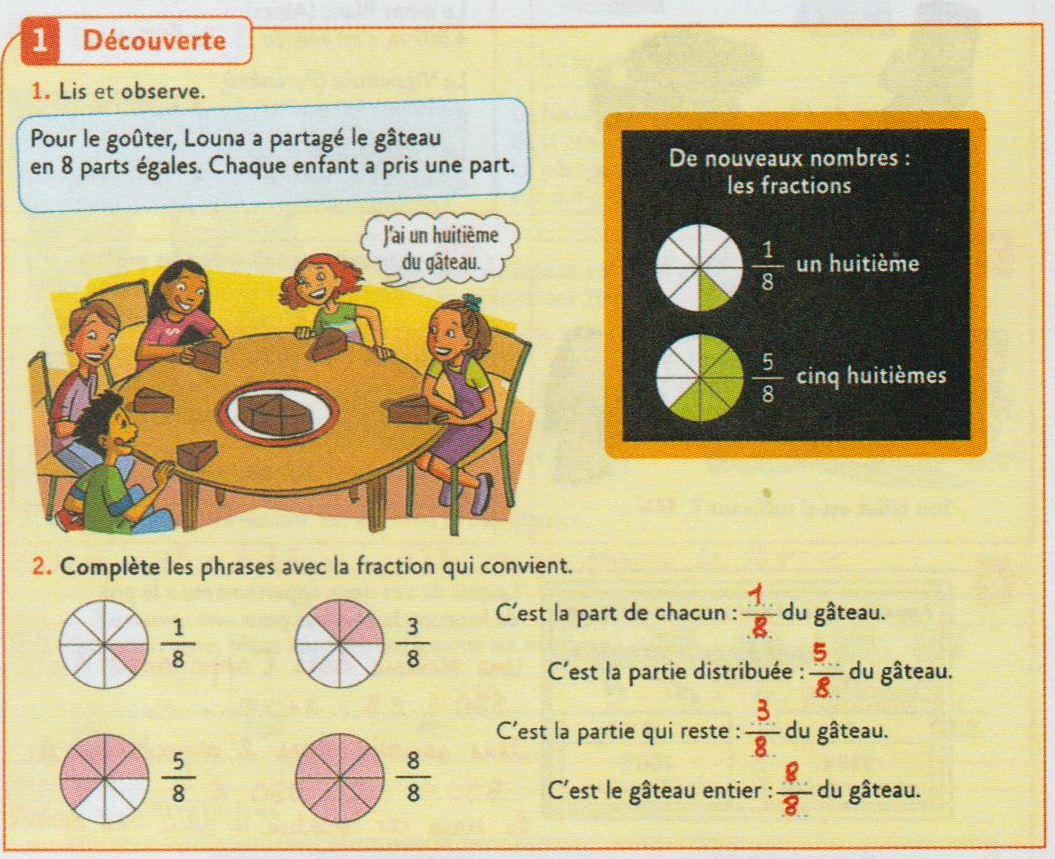 1 Découverte
1. Lis et observe.
Pour le goûter, Louna a partagé le gâteau
en 8 parts égales. Chaque enfant a pris une part.
J'ai un huitième
du gâteau.
De nouveaux nombres :
les fractions
1/8 un huitième
5/8 cinq huitièmes
2. Complète les phrases avec la fraction qui convient.
1/8
3/8
5/8
8/8
C'est la part de chacun : 1/8 du gâteau.
C'est la partie distribuée : 5/8 du gâteau.
C'est la partie qui reste : 3/8 du gâteau.
C'est le gâteau entier : 8/8 du gâteau.